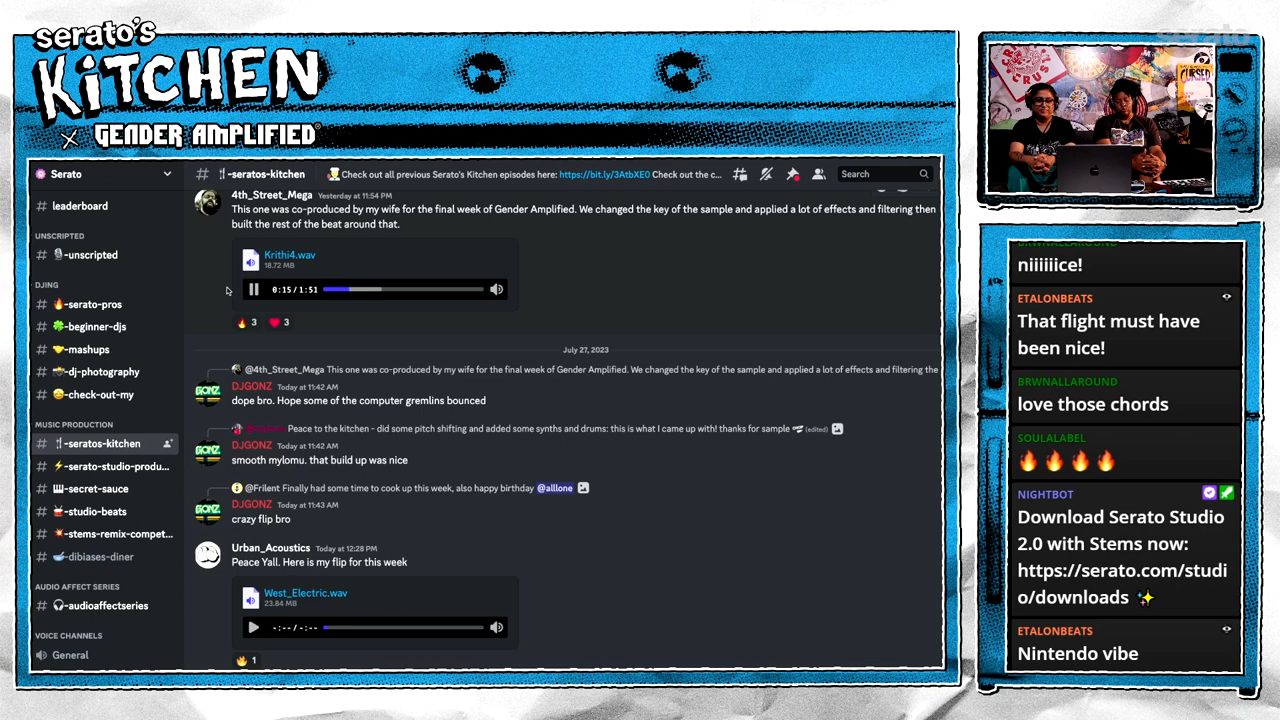 serato's
KiTCHEN
X GENDER AMPLIFIED®
serato
CURSED
Serato
leaderboard
UNSCRIPTED
# 🎙-unscripted
DJING
# 🔥-serato-pros
# 🍀-beginner-djs
# 🤝-mashups
# 📸-dj-photography
# 😊-check-out-my
MUSIC PRODUCTION
# 🍴-seratos-kitchen
# ⚡-serato-studio-produ...
# -secret-sauce
# 🥁-studio-beats
# 💥-stems-remix-compet...
# 🥣-dibiases-diner
AUDIO AFFECT SERIES
# 🎧-audioaffectseries
VOICE CHANNELS
General
# 🍴-seratos-kitchen
Check out all previous Serato's Kitchen episodes here: https://bit.ly/3AtbXE0 Check out the c...
Search
4th_Street_Mega Yesterday at 11:54 PM
This one was co-produced by my wife for the final week of Gender Amplified. We changed the key of the sample and applied a lot of effects and filtering then
built the rest of the beat around that.
Krithi4.wav
18.72 MB
0:15 / 1:51
🔥 3 ❤️ 3
July 27, 2023
@4th_Street_Mega This one was co-produced by my wife for the final week of Gender Amplified. We changed the key of the sample and applied a lot of effects and filtering the
GONZ
DJGONZ Today at 11:42 AM
dope bro. Hope some of the computer gremlins bounced
Peace to the kitchen - did some pitch shifting and added some synths and drums: this is what I came up with! thanks for sample (edited)
GONZ
DJGONZ Today at 11:42 AM
smooth mylomu. that build up was nice
@Frilent Finally had some time to cook up this week, also happy birthday @allone
GONZ
DJGONZ Today at 11:43 AM
crazy flip bro
Urban_Acoustics Today at 12:28 PM
Peace Yall. Here is my flip for this week
West_Electric.wav
23.84 MB
-:-- / -:--
🔥 1
BRWNALLAROUND
niiiiiice!
ETALONBEATS
That flight must have
been nice!
BRWNALLAROUND
love those chords
SOULALABEL
🔥 🔥 🔥 🔥
NIGHTBOT
Download Serato Studio
2.0 with Stems now:
https://serato.com/studi
o/downloads ✨
ETALONBEATS
Nintendo vibe